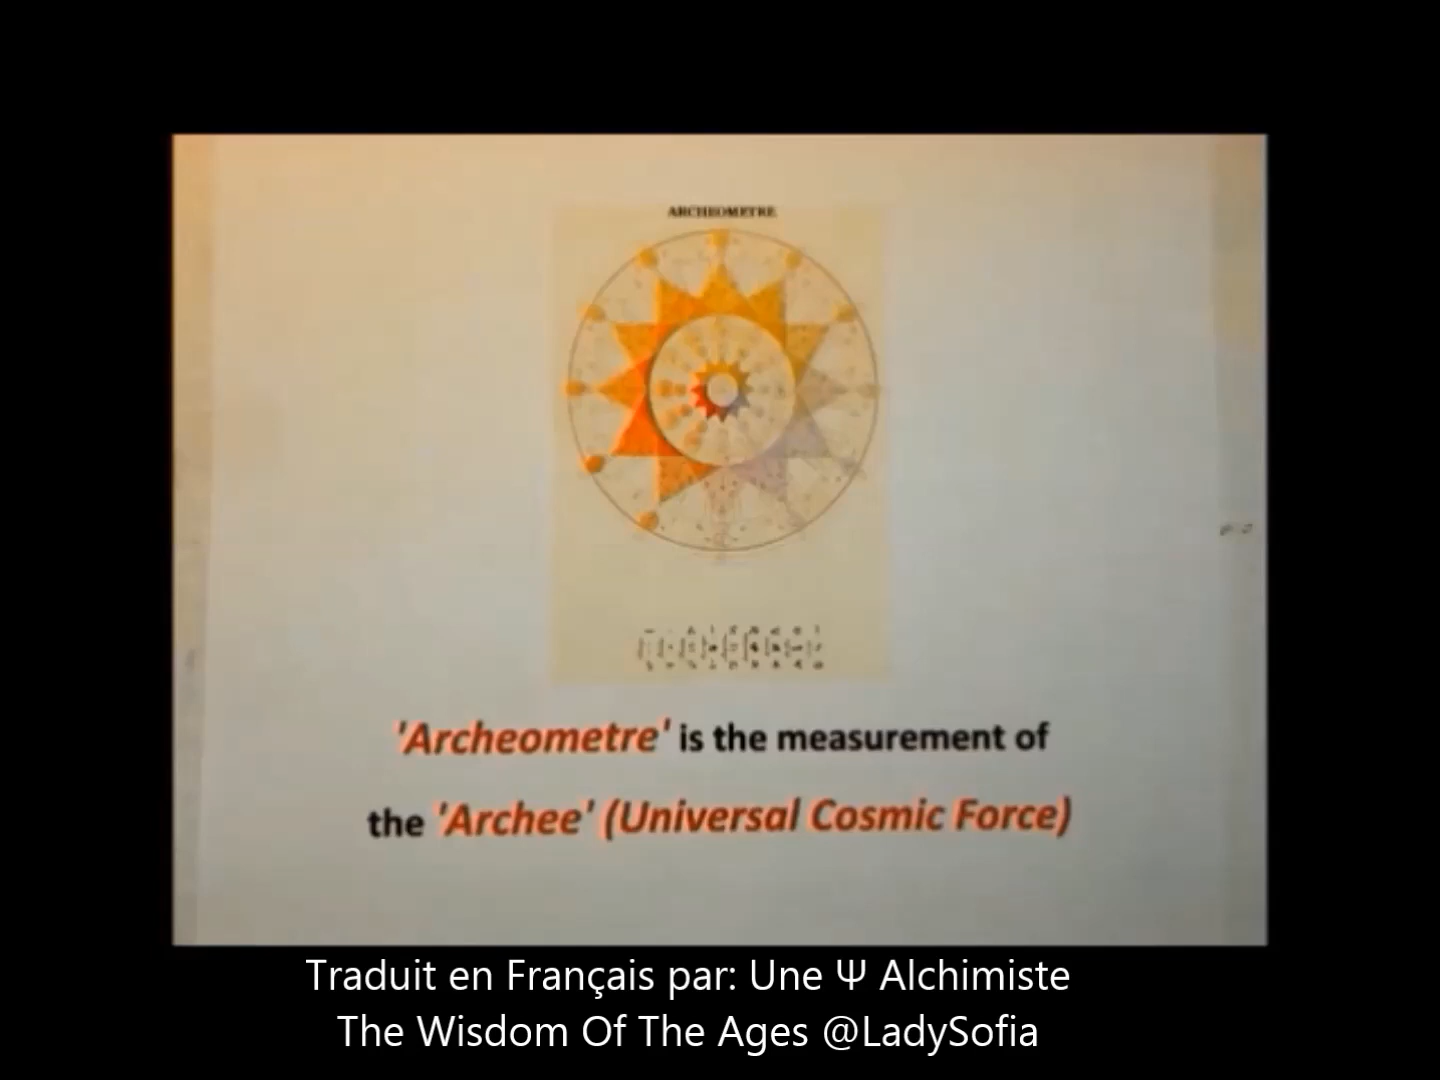 ARCHEOMETRE
'Archeometre' is the measurement of
the 'Archee' (Universal Cosmic Force)
Traduit en Français par: Une Ψ Alchimiste
The Wisdom Of The Ages @LadySofia